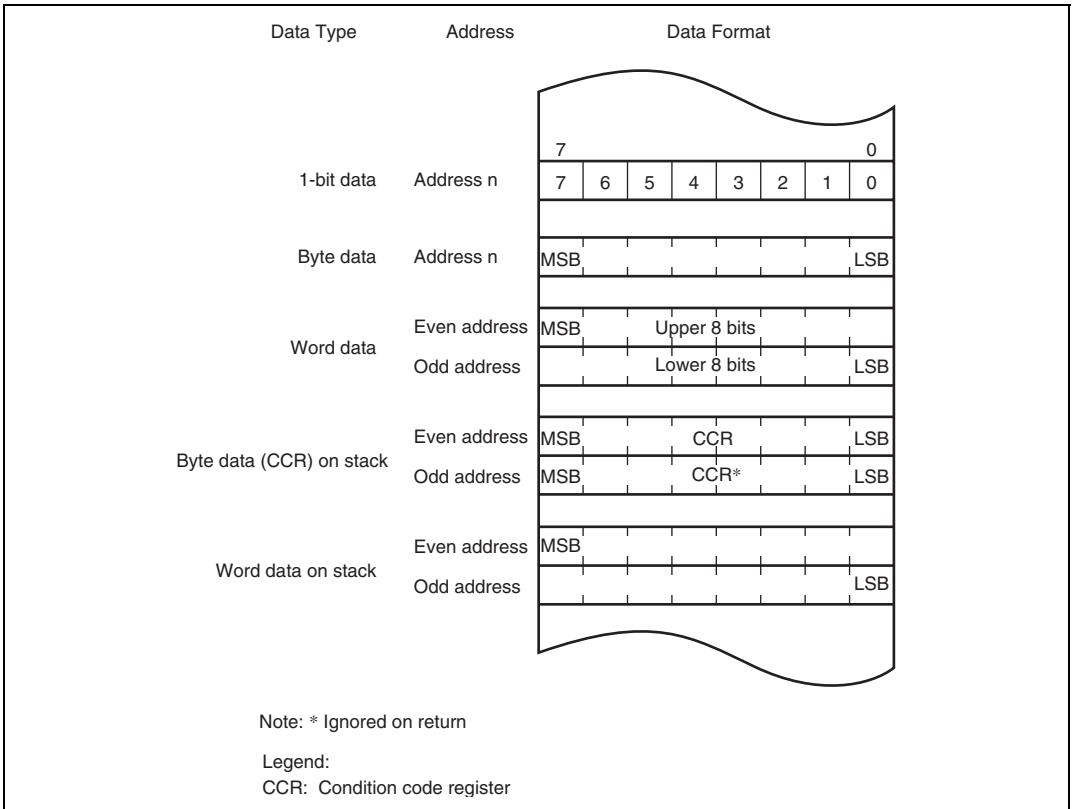 Data Type Address Data Format
7 0
1-bit data Address n 7 6 5 4 3 2 1 0
Byte data Address n MSB LSB
Even address MSB Upper 8 bits
Word data
Odd address Lower 8 bits LSB
Even address MSB CCR LSB
Byte data (CCR) on stack
Odd address MSB CCR* LSB
Even address MSB
Word data on stack
Odd address LSB
Note: * Ignored on return
Legend:
CCR: Condition code register